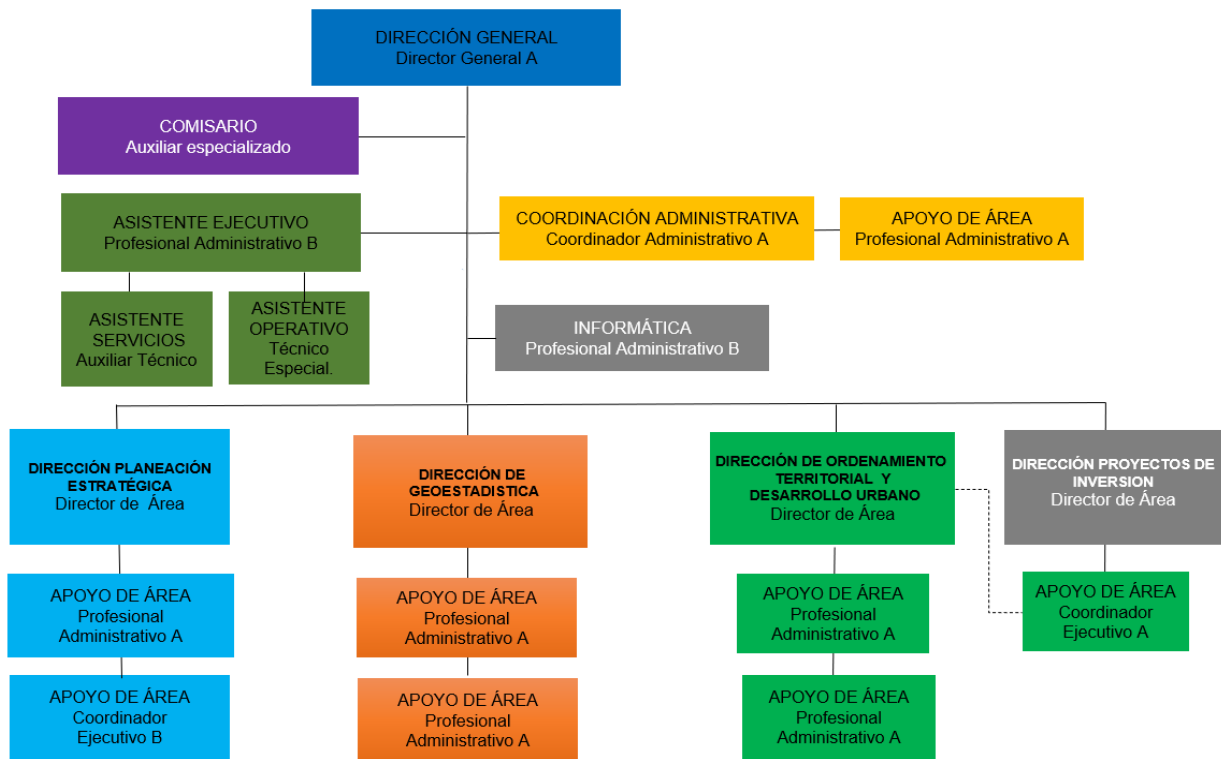 DIRECCIÓN GENERAL
Director General A
COMISARIO
Auxiliar especializado
ASISTENTE EJECUTIVO
Profesional Administrativo B
COORDINACIÓN ADMINISTRATIVA
Coordinador Administrativo A
APOYO DE ÁREA
Profesional Administrativo A
ASISTENTE
SERVICIOS
Auxiliar Técnico
ASISTENTE
OPERATIVO
Técnico
Especial.
INFORMÁTICA
Profesional Administrativo B
DIRECCIÓN PLANEACIÓN
ESTRATÉGICA
Director de Área
DIRECCIÓN DE
GEOESTADISTICA
Director de Área
DIRECCIÓN DE ORDENAMIENTO
TERRITORIAL Y
DESARROLLO URBANO
Director de Área
DIRECCIÓN PROYECTOS DE
INVERSION
Director de Área
APOYO DE ÁREA
Profesional
Administrativo A
APOYO DE ÁREA
Profesional
Administrativo A
APOYO DE ÁREA
Profesional
Administrativo A
APOYO DE ÁREA
Coordinador
Ejecutivo A
APOYO DE ÁREA
Coordinador
Ejecutivo B
APOYO DE ÁREA
Profesional
Administrativo A
APOYO DE ÁREA
Profesional
Administrativo A